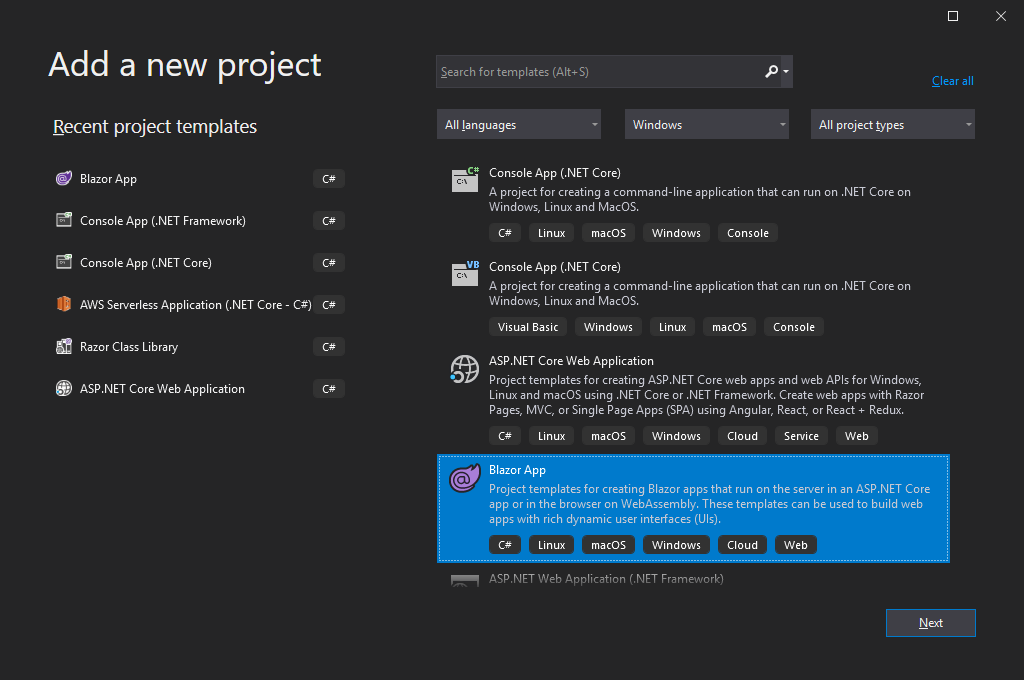 Add a new project
Search for templates (Alt+S)
Clear all
Recent project templates
All languages
Windows
All project types
Blazor App
C#
Console App (.NET Framework)
C#
Console App (.NET Core)
C#
AWS Serverless Application (.NET Core - C#)
C#
Razor Class Library
C#
ASP.NET Core Web Application
C#
C#
C:\
Console App (.NET Core)
A project for creating a command-line application that can run on .NET Core on
Windows, Linux and MacOS.
C# Linux macOS Windows Console
VB
C:\
Console App (.NET Core)
A project for creating a command-line application that can run on .NET Core on
Windows, Linux and MacOS.
Visual Basic Windows Linux macOS Console
ASP.NET Core Web Application
Project templates for creating ASP.NET Core web apps and web APIs for Windows,
Linux and macOS using .NET Core or .NET Framework. Create web apps with Razor
Pages, MVC, or Single Page Apps (SPA) using Angular, React, or React + Redux.
C# Linux macOS Windows Cloud Service Web
Blazor App
Project templates for creating Blazor apps that run on the server in an ASP.NET Core
app or in the browser on WebAssembly. These templates can be used to build web
apps with rich dynamic user interfaces (UIs).
C# Linux macOS Windows Cloud Web
ASP.NET Web Application (.NET Framework)
Next